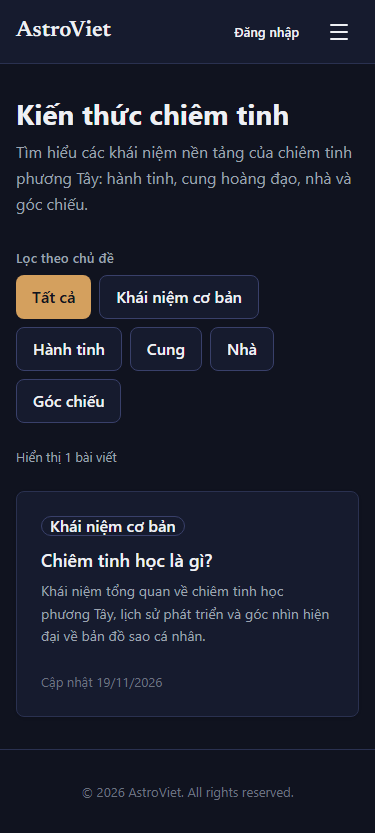 AstroViet
Đăng nhập
Kiến thức chiêm tinh
Tìm hiểu các khái niệm nền tảng của chiêm tinh
phương Tây: hành tinh, cung hoàng đạo, nhà và
góc chiếu.
Lọc theo chủ đề
Tất cả
Khái niệm cơ bản
Hành tinh
Cung
Nhà
Góc chiếu
Hiển thị 1 bài viết
Khái niệm cơ bản
Chiêm tinh học là gì?
Khái niệm tổng quan về chiêm tinh học
phương Tây, lịch sử phát triển và góc nhìn hiện
đại về bản đồ sao cá nhân.
Cập nhật 19/11/2026
© 2026 AstroViet. All rights reserved.